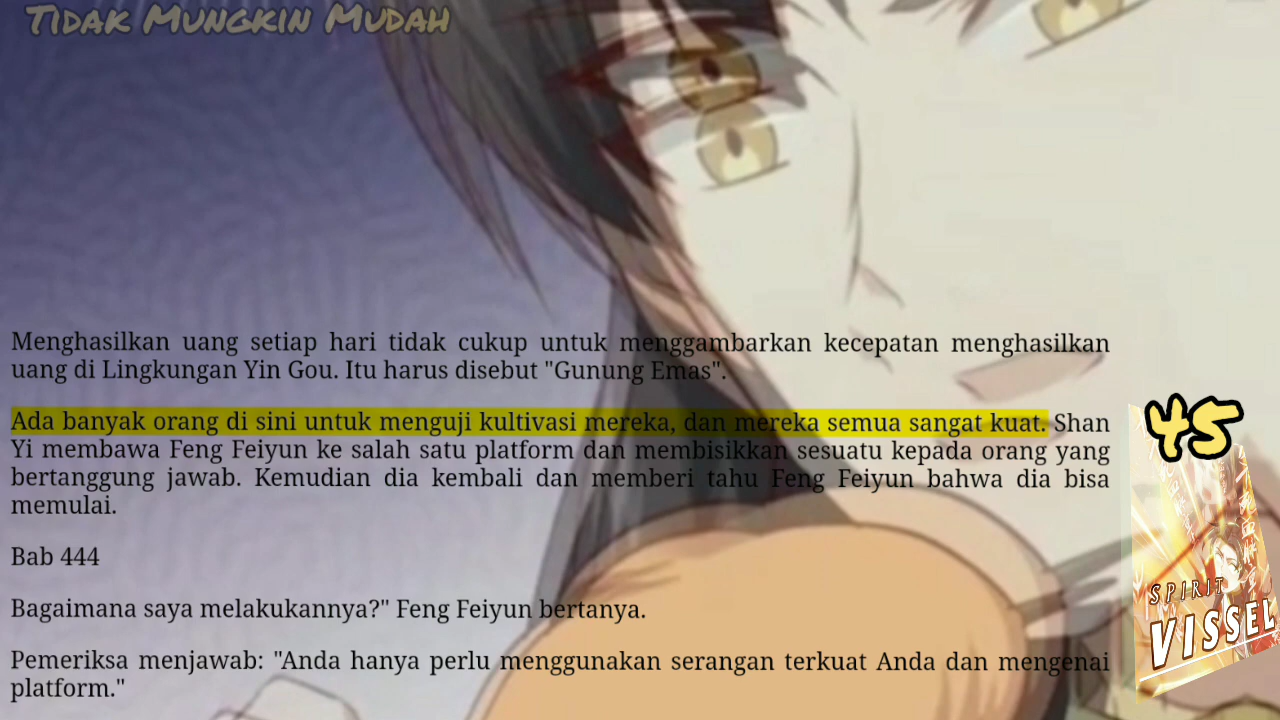 Tidak Mungkin Mudah
Menghasilkan uang setiap hari tidak cukup untuk menggambarkan kecepatan menghasilkan
uang di Lingkungan Yin Gou. Itu harus disebut "Gunung Emas".
Ada banyak orang di sini untuk menguji kultivasi mereka, dan mereka semua sangat kuat. Shan
Yi membawa Feng Feiyun ke salah satu platform dan membisikkan sesuatu kepada orang yang
bertanggung jawab. Kemudian dia kembali dan memberi tahu Feng Feiyun bahwa dia bisa
memulai.
Bab 444
Bagaimana saya melakukannya?" Feng Feiyun bertanya.
Pemeriksa menjawab: "Anda hanya perlu menggunakan serangan terkuat Anda dan mengenai
platform."
45
SPIRIT
VISSEL